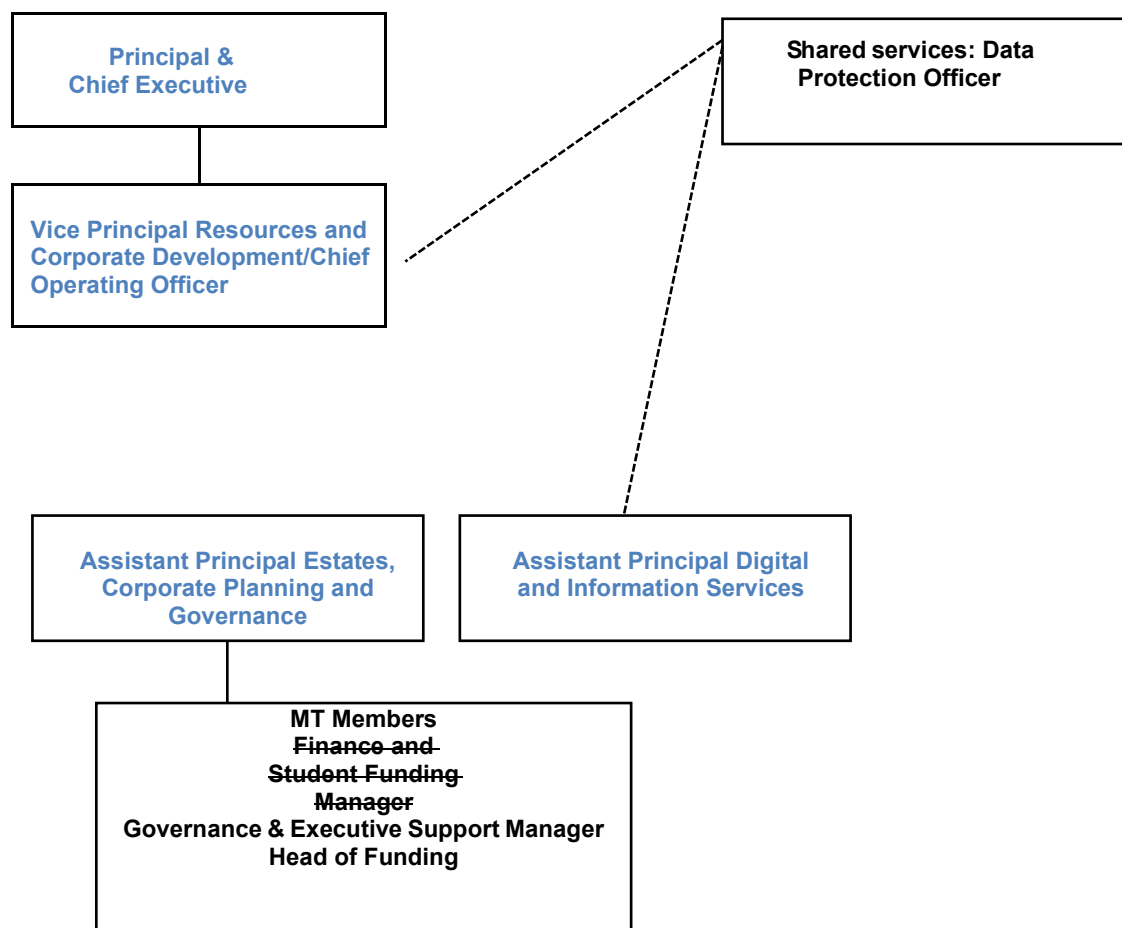 Principal &
Chief Executive
Shared services: Data
Protection Officer
Vice Principal Resources and
Corporate Development/Chief
Operating Officer
Assistant Principal Estates,
Corporate Planning and
Governance
Assistant Principal Digital
and Information Services
MT Members
Finance and
Student Funding
Manager
Governance & Executive Support Manager
Head of Funding